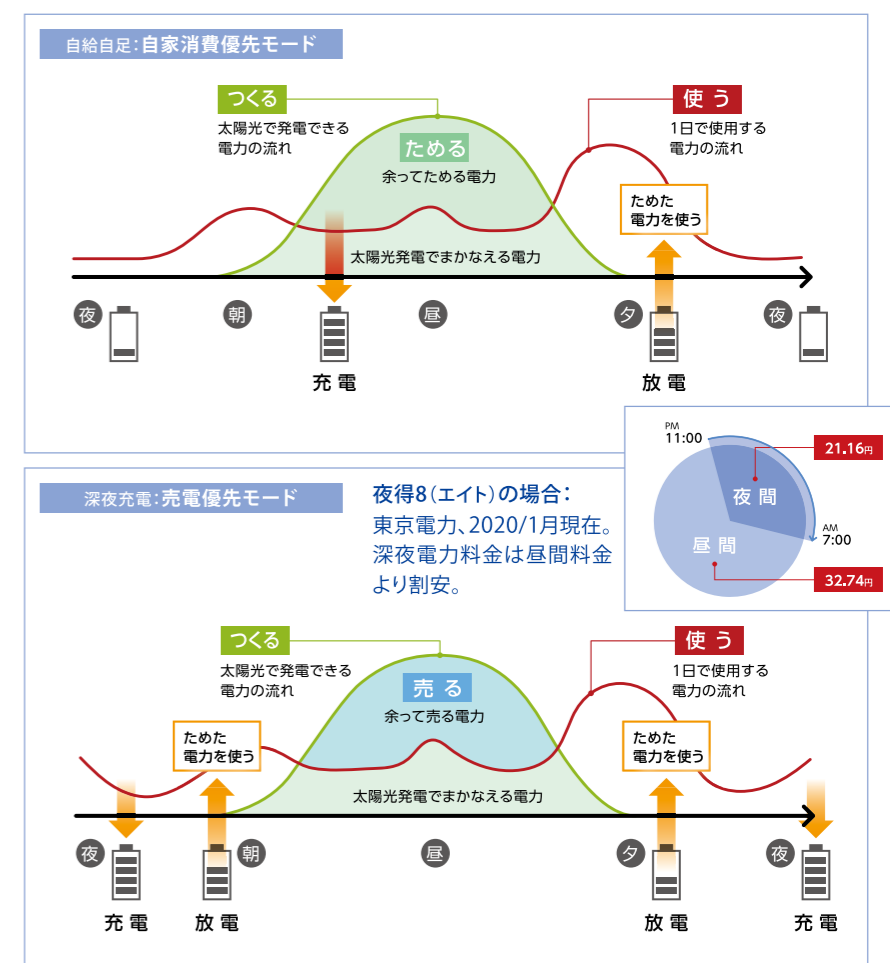 自給自足:自家消費優先モード
つくる
太陽光で発電できる
電力の流れ
ためる
余ってためる電力
使う
1日で使用する
電力の流れ
ためた
電力を使う
太陽光発電でまかなえる電力
夜
朝
昼
夕
夜
充電
放電
PM
11:00
21.16円
夜間
AM
7:00
昼間
32.74円
深夜充電:売電優先モード
夜得8(エイト)の場合:
東京電力、2020/1月現在。
深夜電力料金は昼間料金
より割安。
つくる
太陽光で発電できる
電力の流れ
売る
余って売る電力
使う
1日で使用する
電力の流れ
ためた
電力を使う
ためた
電力を使う
太陽光発電でまかなえる電力
夜
朝
昼
夕
夜
充電
放電
放電
充電